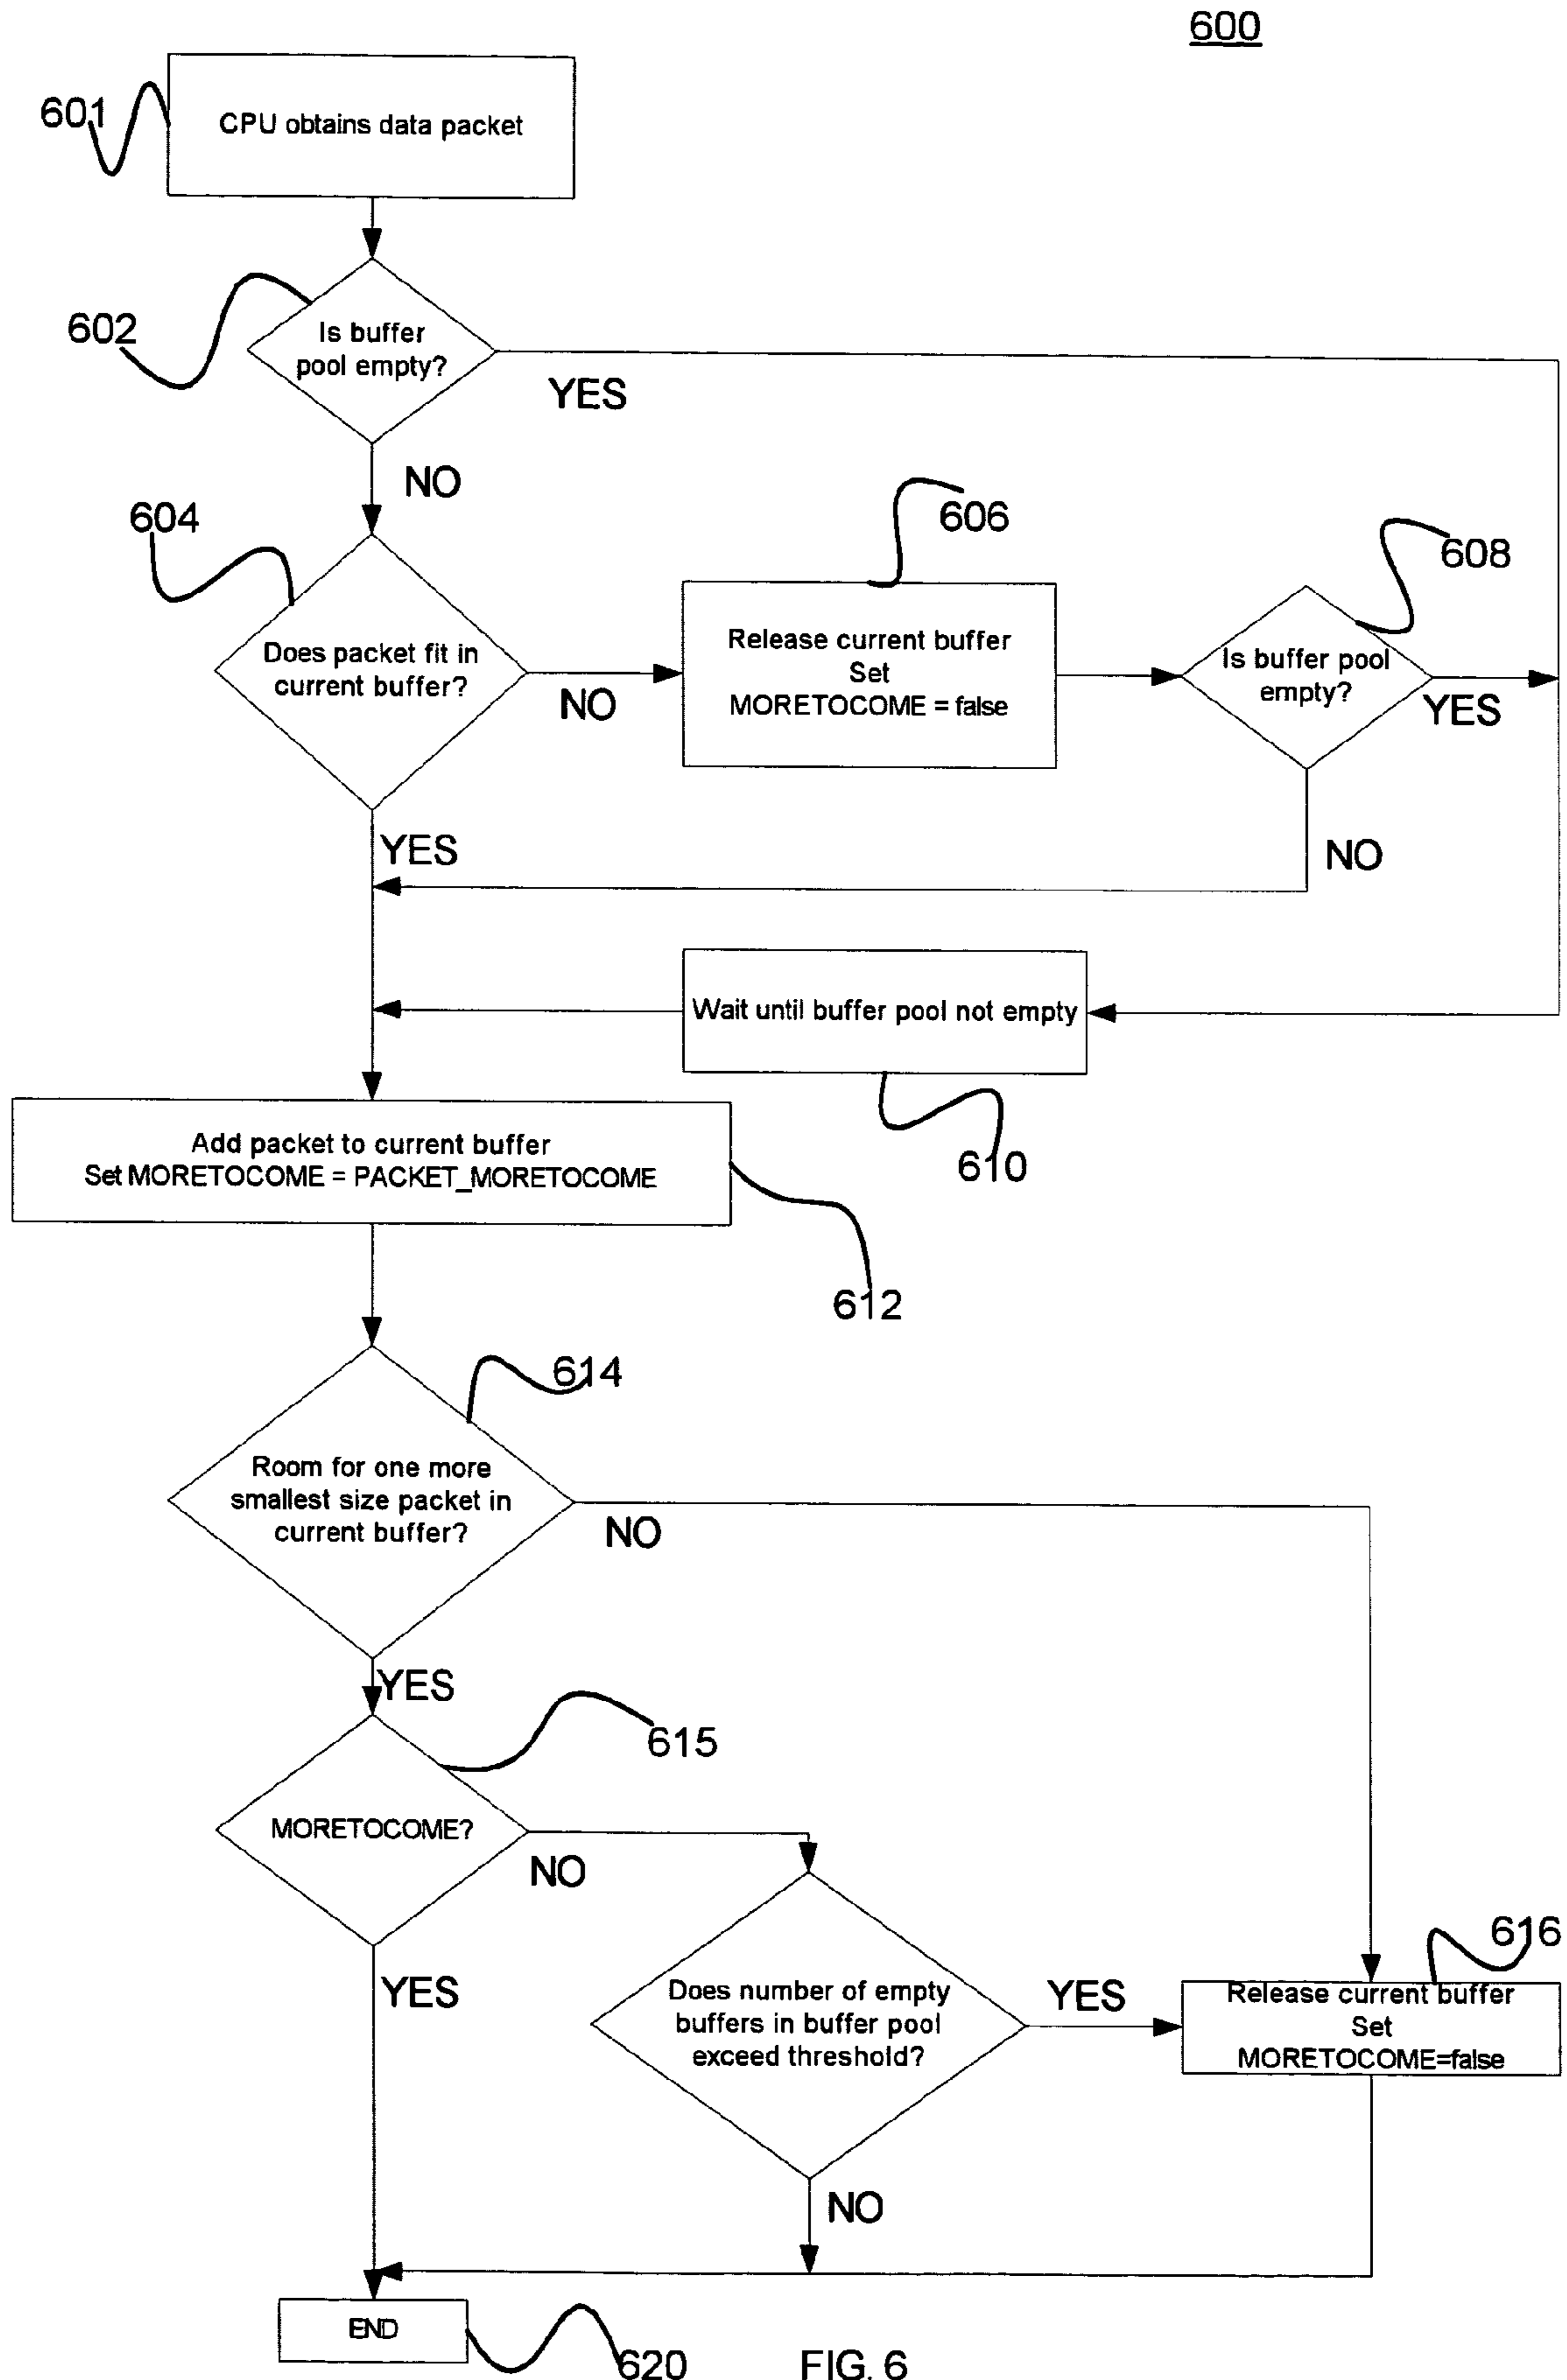 600
601
CPU obtains data packet
602
Is buffer
pool empty?
YES
NO
604
606
608
Does packet fit in
current buffer?
NO
Release current buffer
Set
MORETOCOME = false
Is buffer pool
empty?
YES
YES
NO
Wait until buffer pool not empty
610
Add packet to current buffer
Set MORETOCOME = PACKET_MORETOCOME
612
614
Room for one more
smallest size packet in
current buffer?
NO
YES
615
MORETOCOME?
NO
YES
Does number of empty
buffers in buffer pool
exceed threshold?
YES
616
Release current buffer
Set
MORETOCOME=false
NO
END
620
FIG. 6